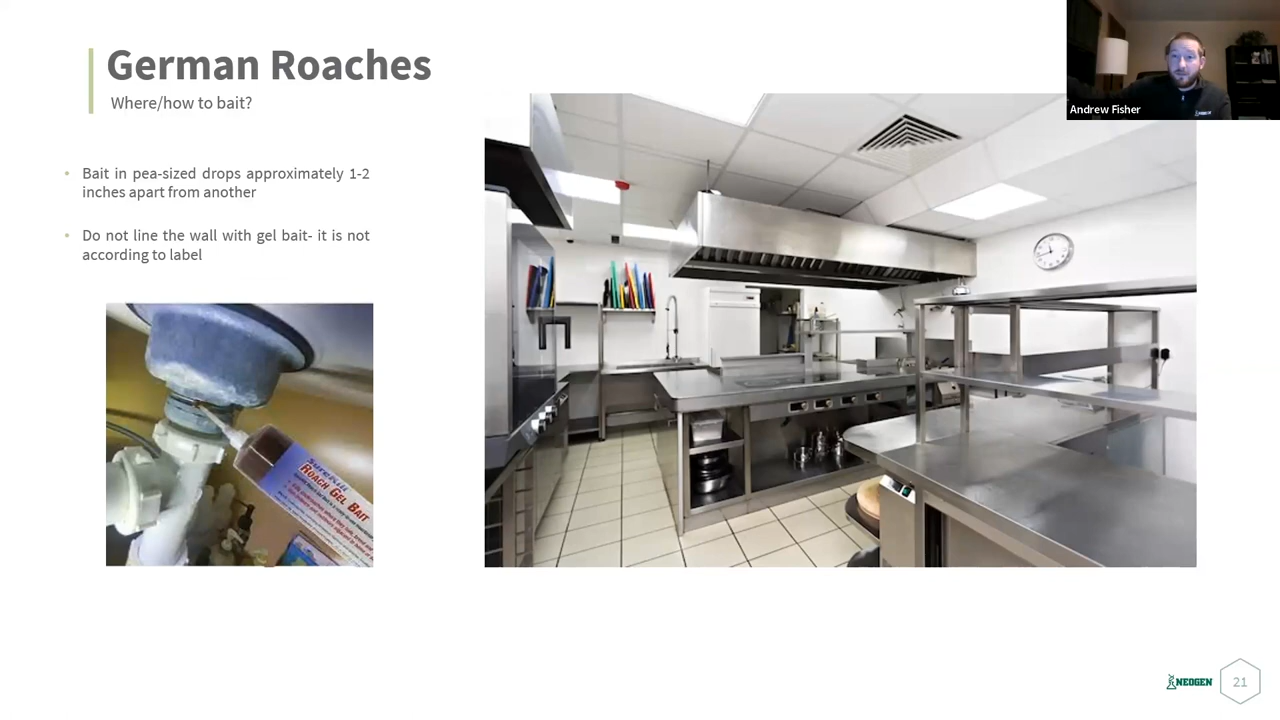 German Roaches
Where/how to bait?
Bait in pea-sized drops approximately 1-2
inches apart from another
Do not line the wall with gel bait- it is not
according to label
SureKill
ROACH GEL BAIT
Andrew Fisher
NEOGEN
21